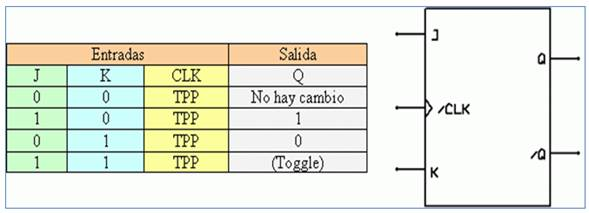 Entradas Salida
J K CLK Q
0 0 TPP No hay cambio
1 0 TPP 1
0 1 TPP 0
1 1 TPP (Toggle)
J
Q
/CLK
/Q
K